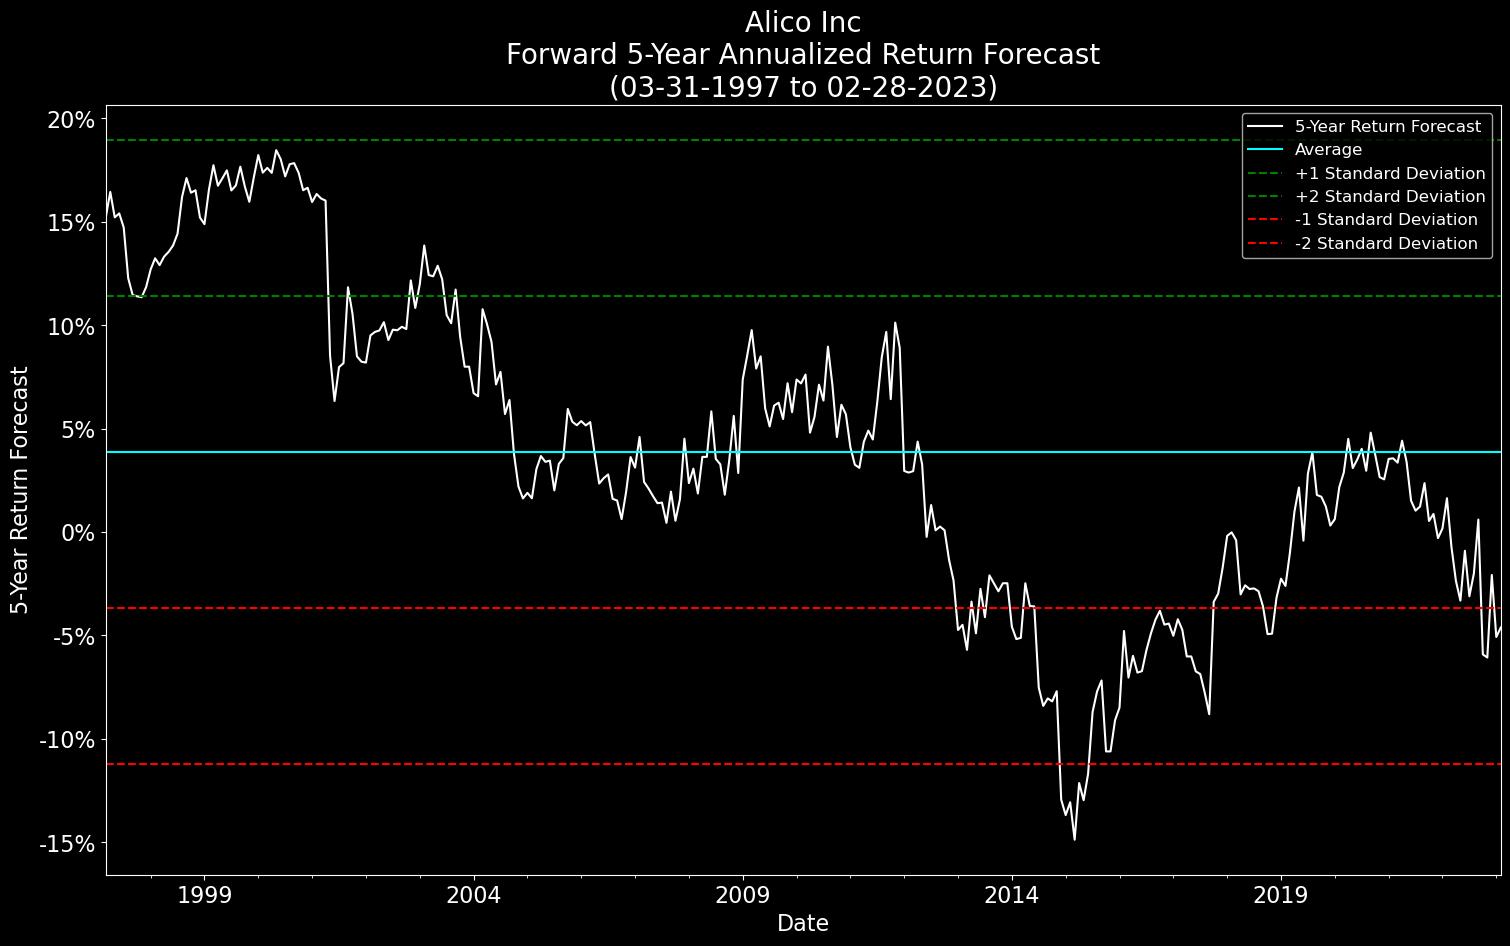 Alico Inc
Forward 5-Year Annualized Return Forecast
(03-31-1997 to 02-28-2023)
5-Year Return Forecast
Average
+1 Standard Deviation
+2 Standard Deviation
-1 Standard Deviation
-2 Standard Deviation
20%
15%
10%
5%
0%
-5%
-10%
-15%
5-Year Return Forecast
1999
2004
2009
2014
2019
Date